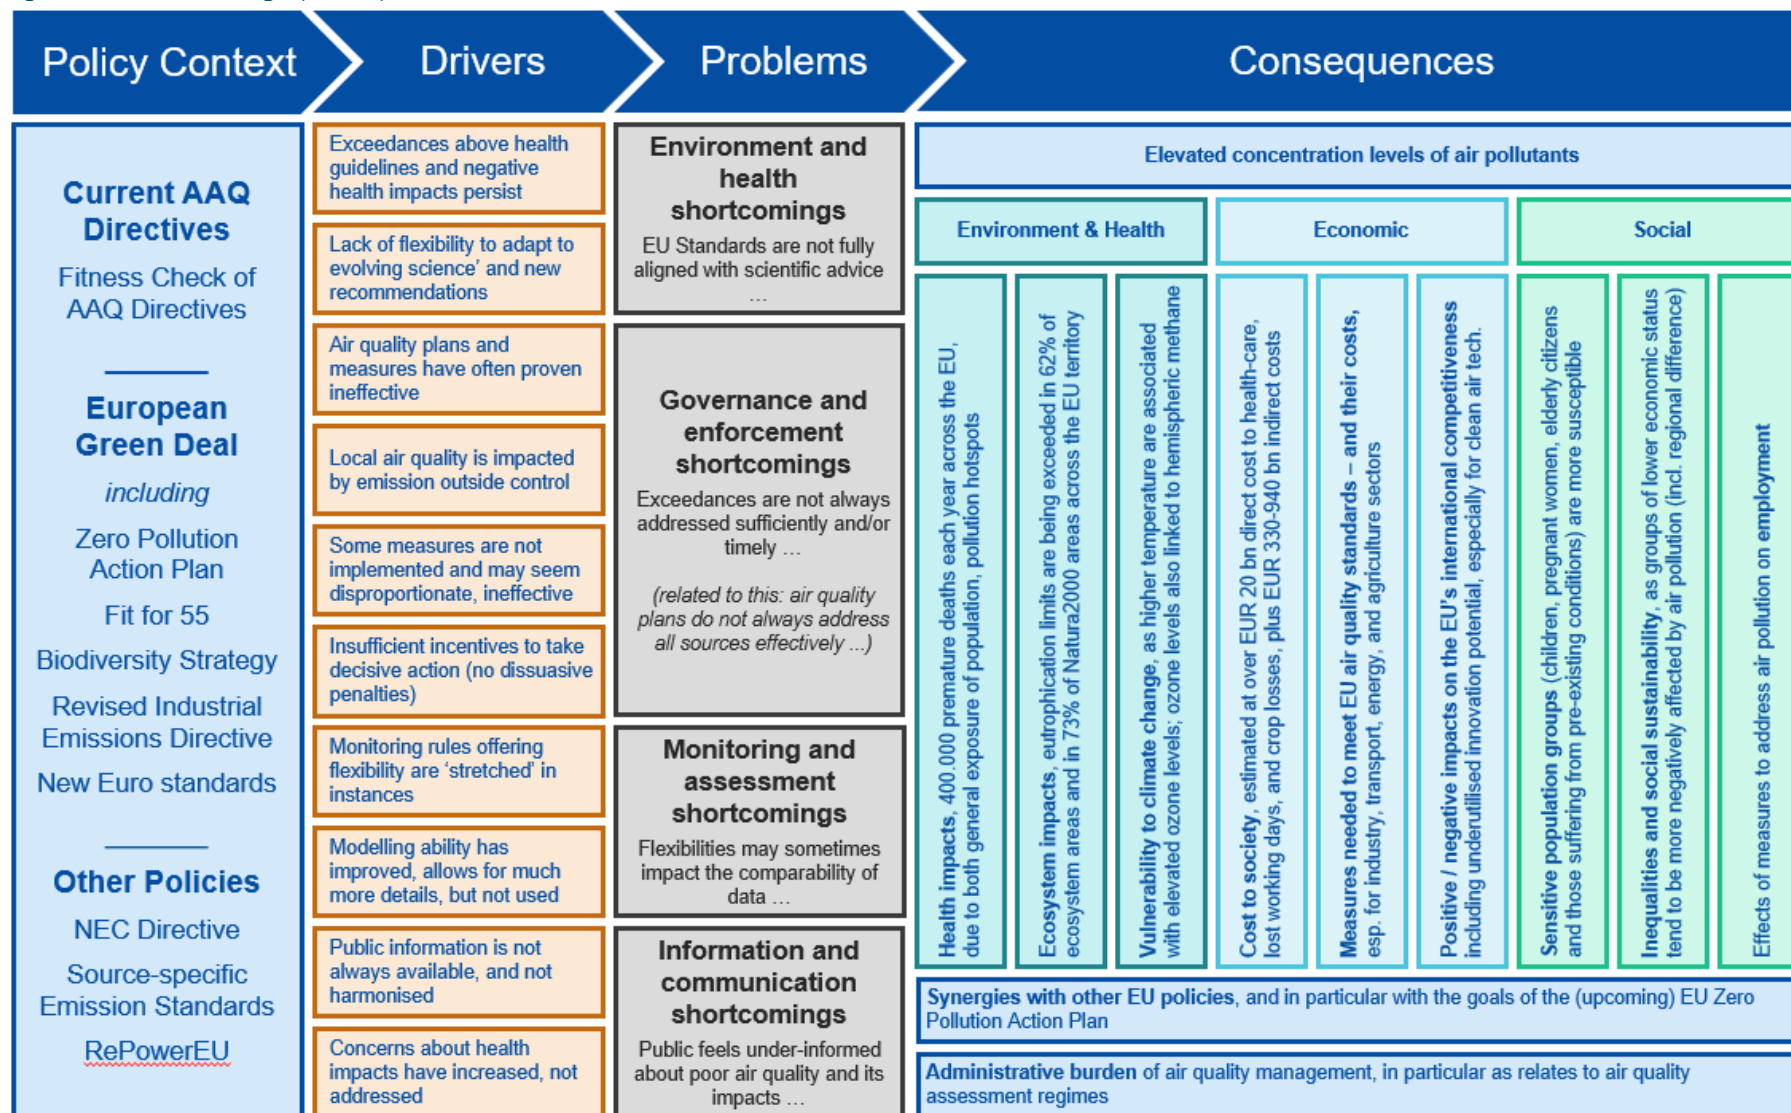 Policy Context
Drivers
Problems
Consequences
Current AAQ
Directives
Fitness Check of
AAQ Directives
European
Green Deal
including
Zero Pollution
Action Plan
Fit for 55
Biodiversity Strategy
Revised Industrial
Emissions Directive
New Euro standards
Other Policies
NEC Directive
Source-specific
Emission Standards
RePowerEU
Exceedances above health
guidelines and negative
health impacts persist
Lack of flexibility to adapt to
evolving science’ and new
recommendations
Air quality plans and
measures have often proven
ineffective
Local air quality is impacted
by emission outside control
Some measures are not
implemented and may seem
disproportionate, ineffective
Insufficient incentives to take
decisive action (no dissuasive
penalties)
Monitoring rules offering
flexibility are ‘stretched’ in
instances
Modelling ability has
improved, allows for much
more details, but not used
Public information is not
always available, and not
harmonised
Concerns about health
impacts have increased, not
addressed
Environment and
health
shortcomings
EU Standards are not fully
aligned with scientific advice
...
Governance and
enforcement
shortcomings
Exceedances are not always
addressed sufficiently and/or
timely ...
(related to this: air quality
plans do not always address
all sources effectively ...)
Monitoring and
assessment
shortcomings
Flexibilities may sometimes
impact the comparability of
data ...
Information and
communication
shortcomings
Public feels under-informed
about poor air quality and its
impacts ...
Elevated concentration levels of air pollutants
Environment & Health
Economic
Social
Health impacts, 400.000 premature deaths each year across the EU,
due to both general exposure of population, pollution hotspots
Ecosystem impacts, eutrophication limits are being exceeded in 62% of
ecosystem areas and in 73% of Natura2000 areas across the EU territory
Vulnerability to climate change, as higher temperature are associated
with elevated ozone levels; ozone levels also linked to hemispheric methane
Cost to society, estimated at over EUR 20 bn direct cost to health-care,
lost working days, and crop losses, plus EUR 330-940 bn indirect costs
Measures needed to meet EU air quality standards – and their costs,
esp. for industry, transport, energy, and agriculture sectors
Positive / negative impacts on the EU’s international competitiveness
including underutilised innovation potential, especially for clean air tech.
Sensitive population groups (children, pregnant women, elderly citizens
and those suffering from pre-existing conditions) are more susceptible
Inequalities and social sustainability, as groups of lower economic status
tend to be more negatively affected by air pollution (incl. regional difference)
Effects of measures to address air pollution on employment
Synergies with other EU policies, and in particular with the goals of the (upcoming) EU Zero
Pollution Action Plan
Administrative burden of air quality management, in particular as relates to air quality
assessment regimes